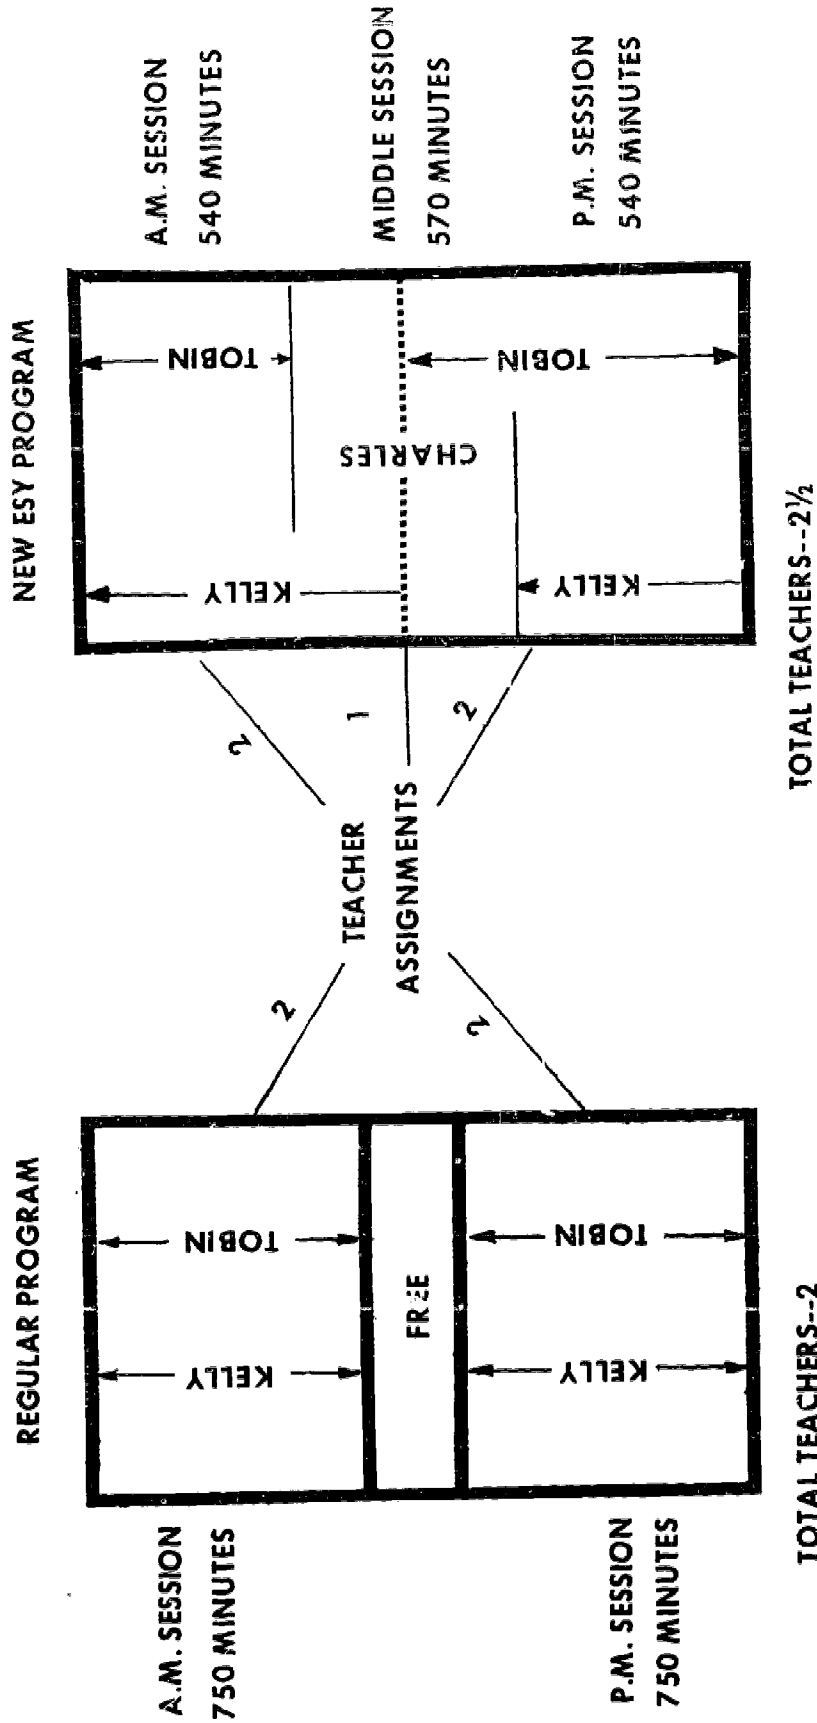 REGULAR PROGRAM
A.M. SESSION
750 MINUTES
KELLY
TOBIN
FREE
P.M. SESSION
750 MINUTES
KELLY
TOBIN
TOTAL TEACHERS--2
2
2
TEACHER
ASSIGNMENTS
2
1
2
NEW ESY PROGRAM
KELLY
TOBIN
CHARLES
KELLY
TOBIN
A.M. SESSION
540 MINUTES
MIDDLE SESSION
570 MINUTES
P.M. SESSION
540 MINUTES
TOTAL TEACHERS--2½